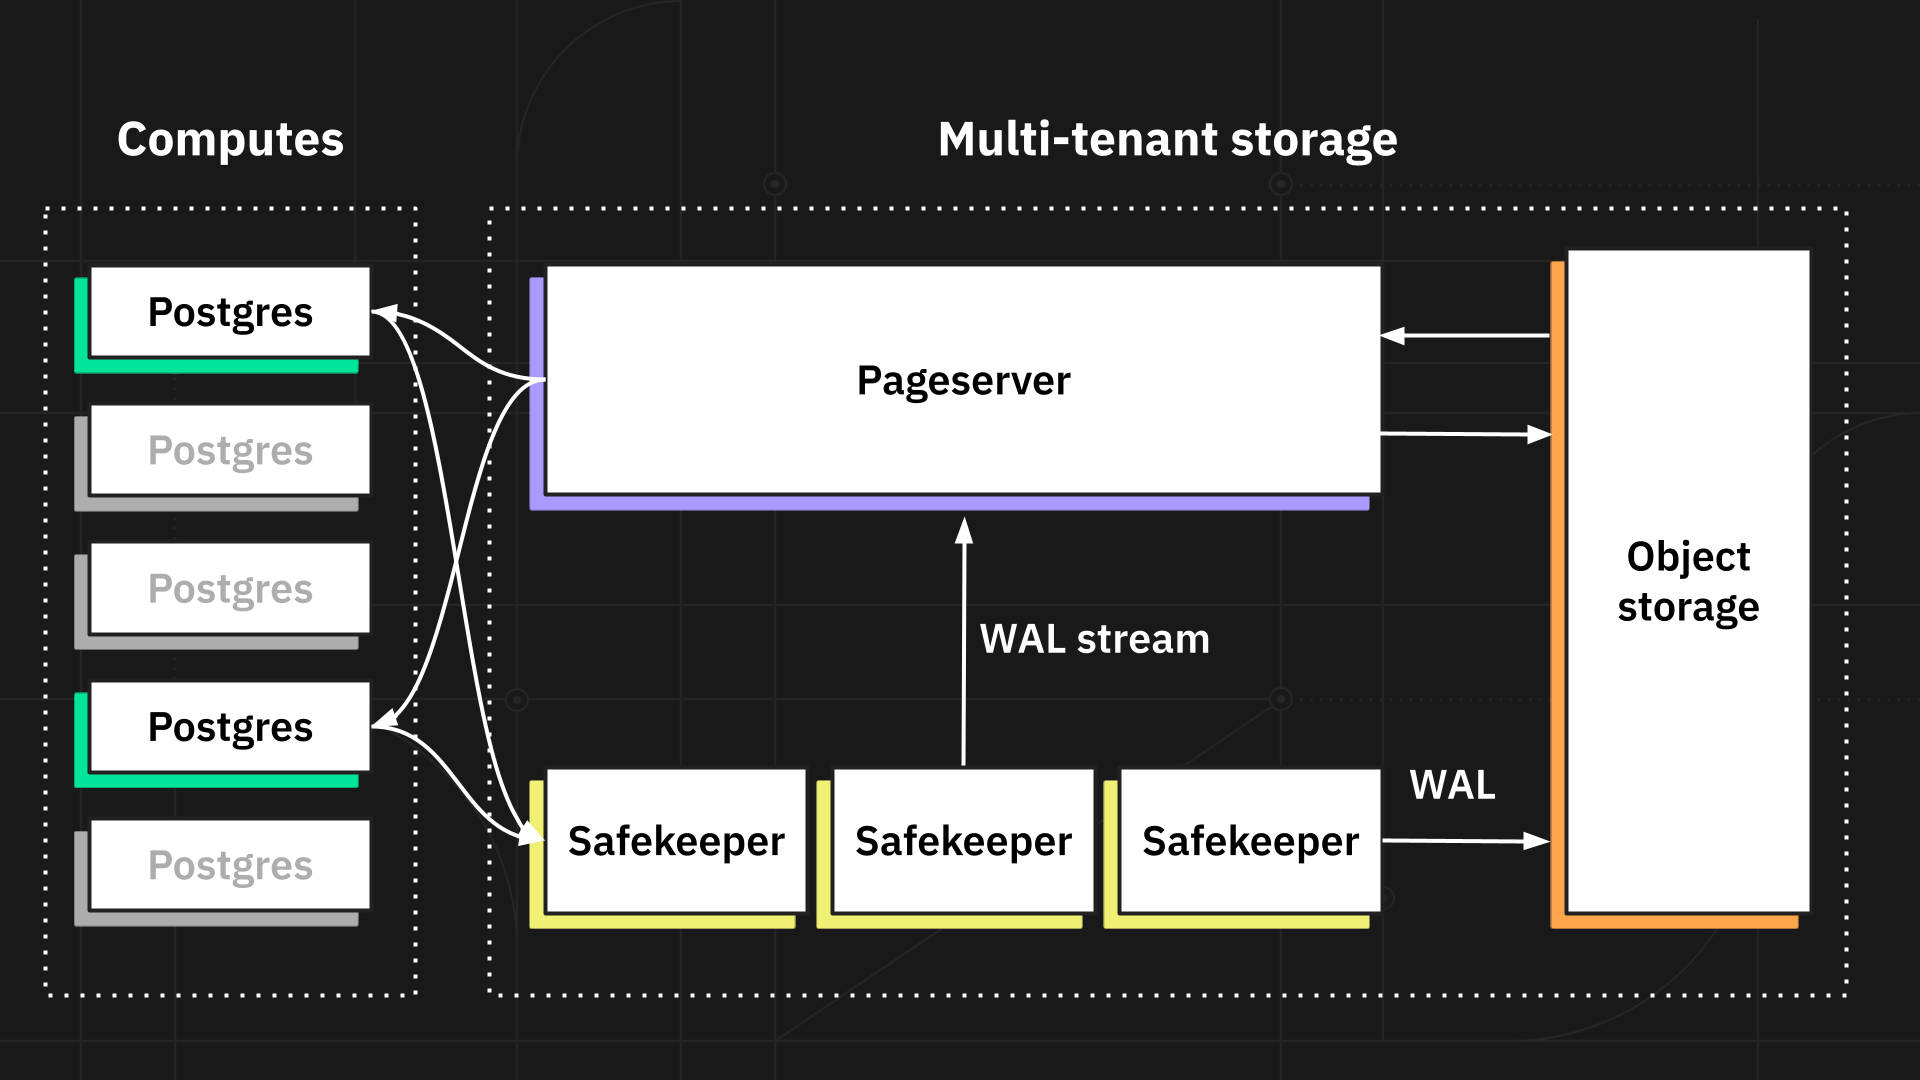 Computes
Multi-tenant storage
Postgres
Postgres
Postgres
Postgres
Postgres
Pageserver
WAL stream
Safekeeper
Safekeeper
Safekeeper
WAL
Object
storage